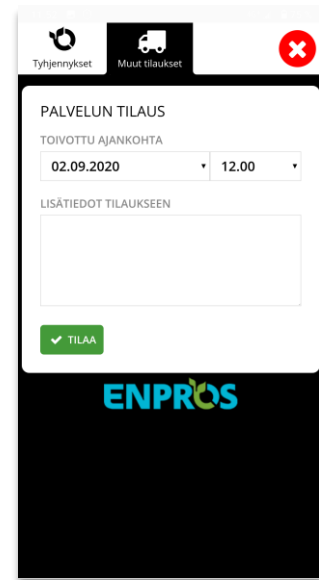 Tyhjennykset
Muut tilaukset
PALVELUN TILAUS
TOIVOTTU AJANKOHTA
02.09.2020
12.00
LISÄTIEDOT TILAUKSEEN
TILAA
ENPROS